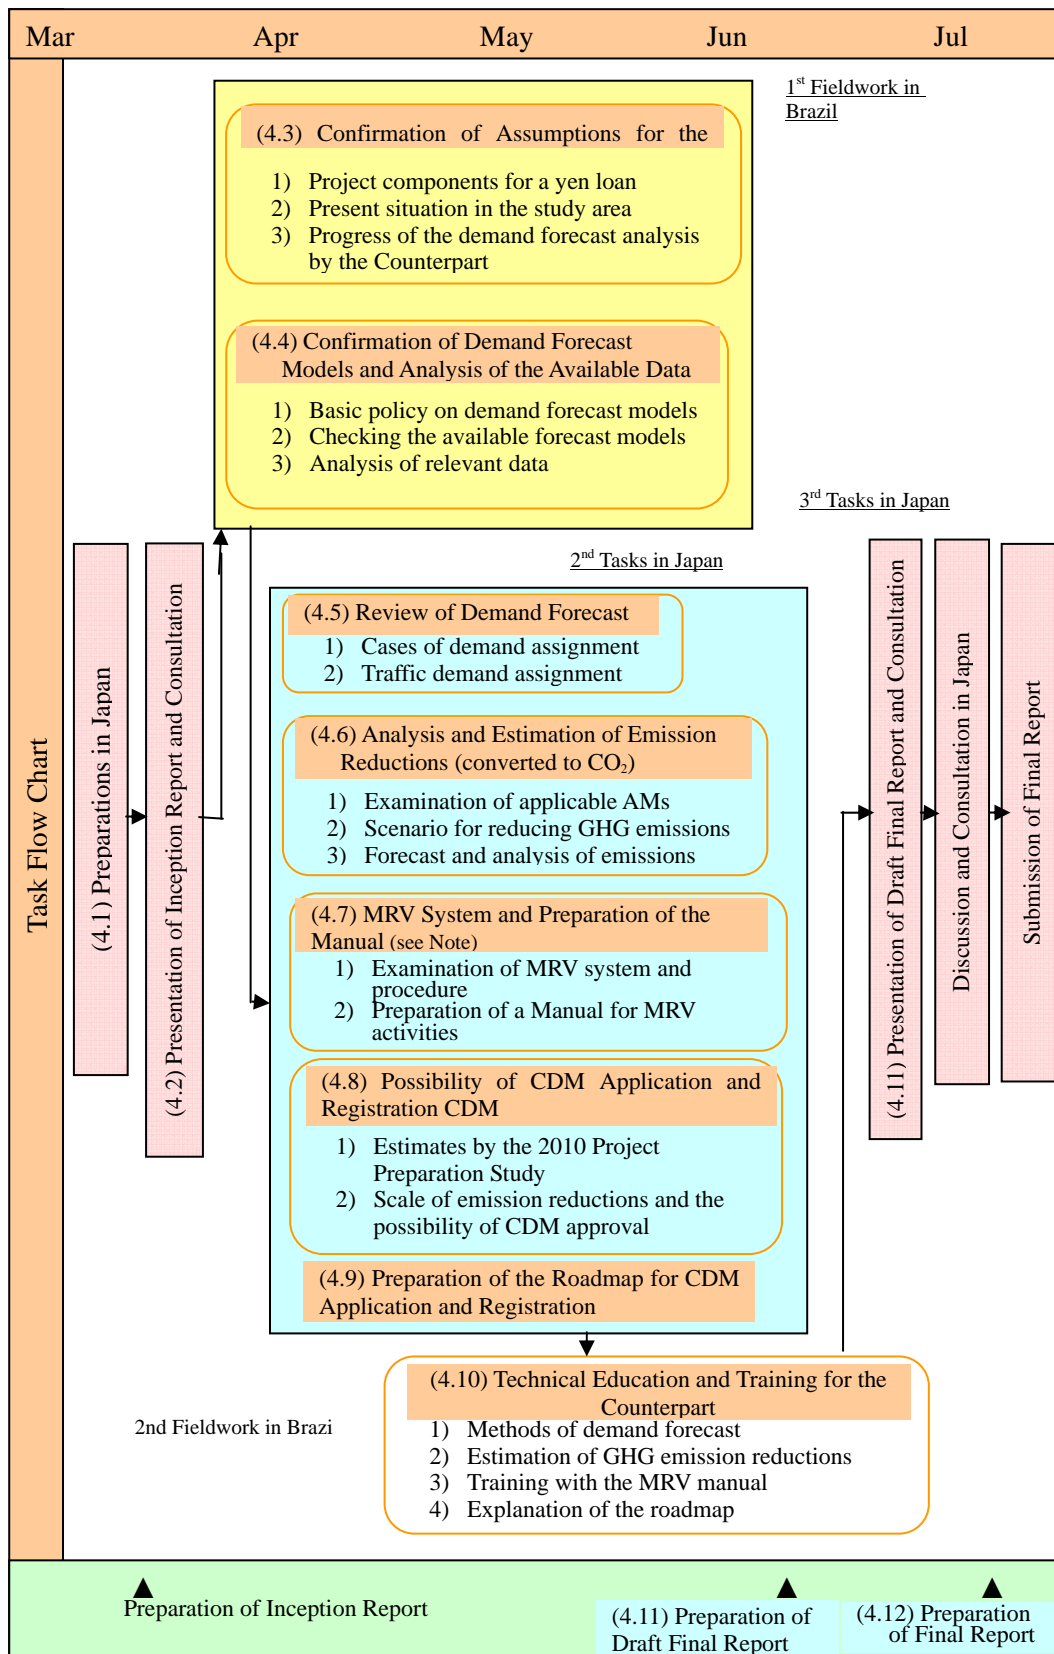 Mar Apr May Jun Jul
1st Fieldwork in
Brazil
(4.3) Confirmation of Assumptions for the
1) Project components for a yen loan
2) Present situation in the study area
3) Progress of the demand forecast analysis
by the Counterpart
(4.4) Confirmation of Demand Forecast
Models and Analysis of the Available Data
1) Basic policy on demand forecast models
2) Checking the available forecast models
3) Analysis of relevant data
3rd Tasks in Japan
2nd Tasks in Japan
Task Flow Chart
(4.1) Preparations in Japan
(4.2) Presentation of Inception Report and Consultation
(4.5) Review of Demand Forecast
1) Cases of demand assignment
2) Traffic demand assignment
(4.6) Analysis and Estimation of Emission
Reductions (converted to CO₂)
1) Examination of applicable AMs
2) Scenario for reducing GHG emissions
3) Forecast and analysis of emissions
(4.7) MRV System and Preparation of the
Manual (see Note)
1) Examination of MRV system and
procedure
2) Preparation of a Manual for MRV
activities
(4.8) Possibility of CDM Application and
Registration CDM
1) Estimates by the 2010 Project
Preparation Study
2) Scale of emission reductions and the
possibility of CDM approval
(4.9) Preparation of the Roadmap for CDM
Application and Registration
(4.11) Presentation of Draft Final Report and Consultation
Discussion and Consultation in Japan
Submission of Final Report
(4.10) Technical Education and Training for the
Counterpart
2nd Fieldwork in Brazi
1) Methods of demand forecast
2) Estimation of GHG emission reductions
3) Training with the MRV manual
4) Explanation of the roadmap
Preparation of Inception Report
(4.11) Preparation of
Draft Final Report
(4.12) Preparation
of Final Report